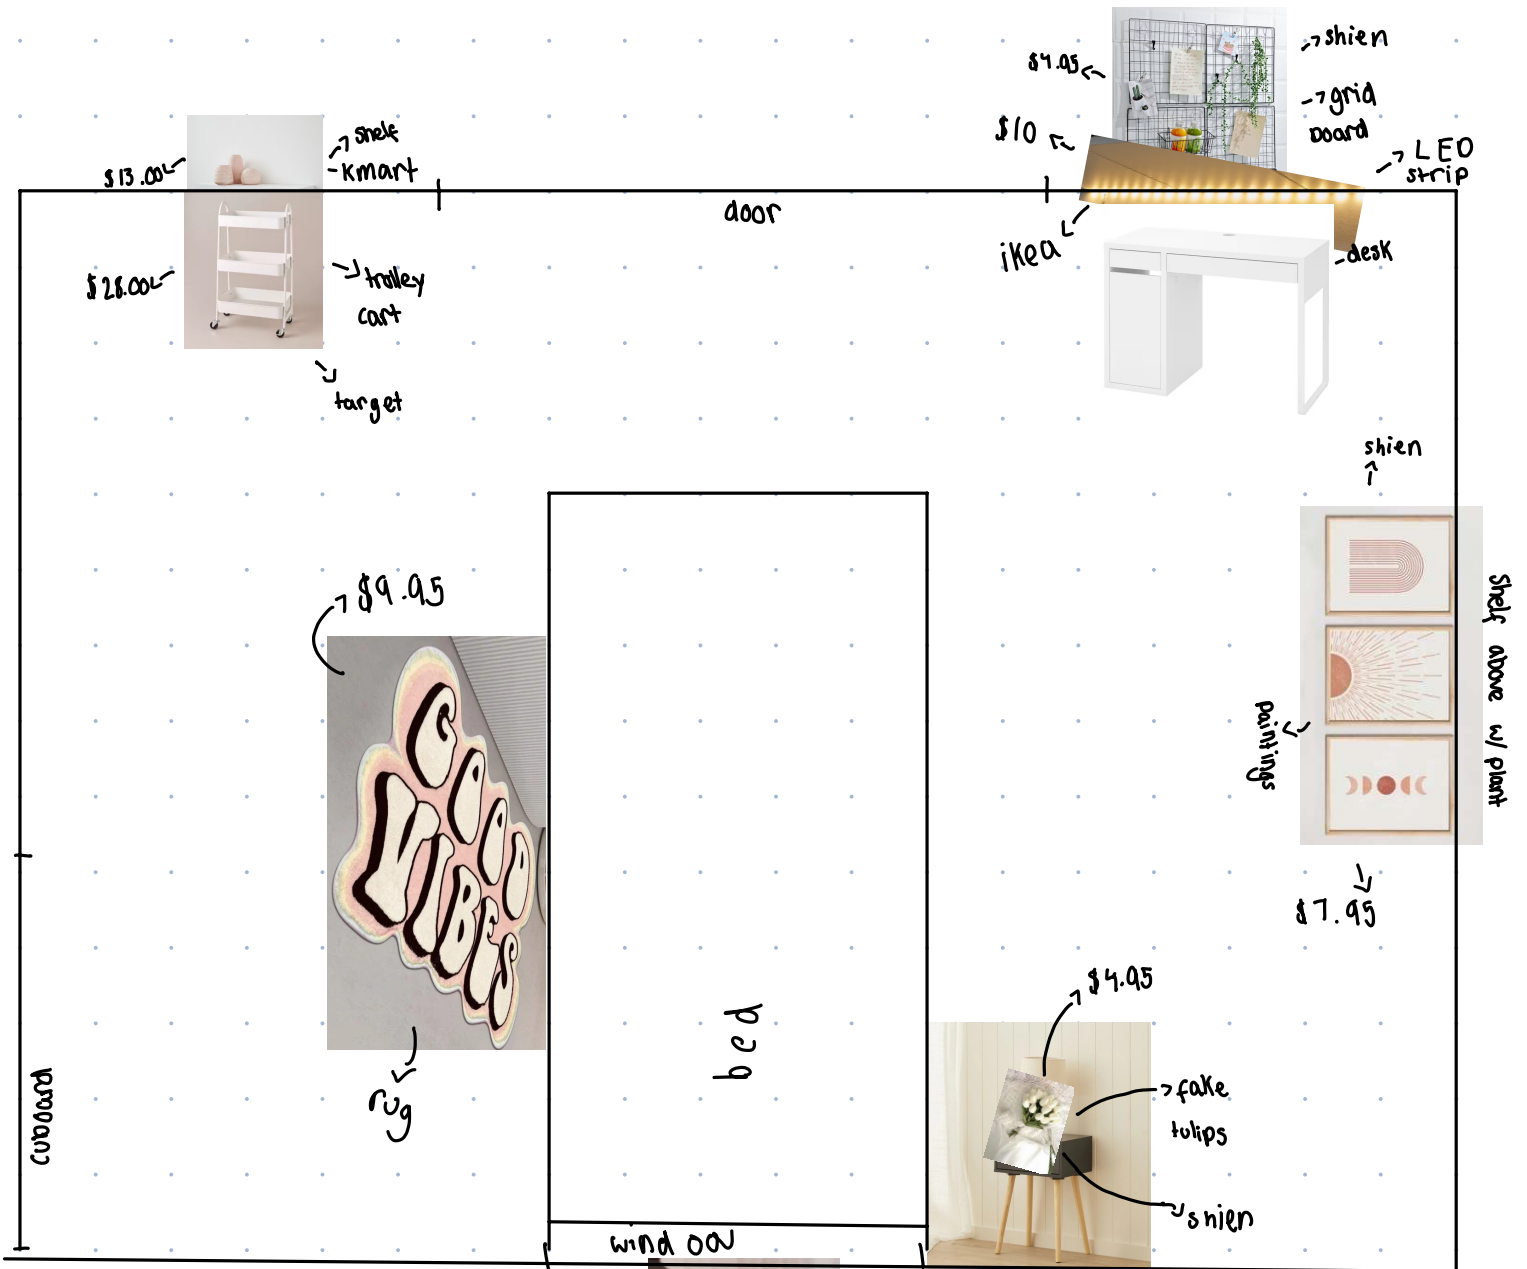 $4.95
shien
grid
board
$10
LED
strip
shelf
kmart
$13.00
door
ikea
desk
$28.00
trolley
cart
target
shien
$9.95
GOOD
VIBES
rug
shelf above w/ plant
paintings
$7.95
bed
$4.95
fake
tulips
shien
cuboard
window